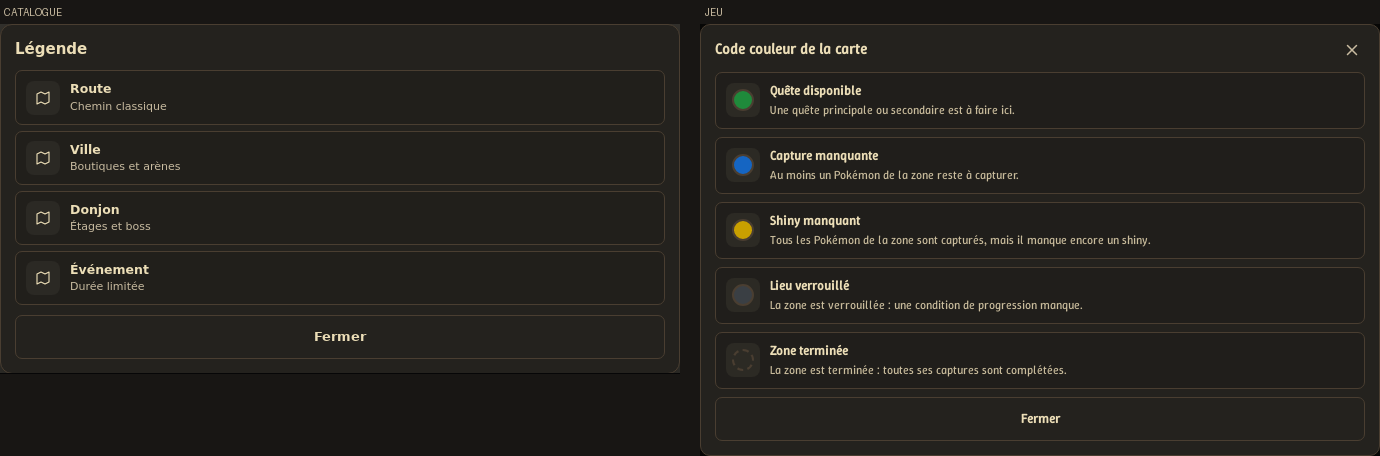 CATALOGUE
Légende
Route
Chemin classique
Ville
Boutiques et arènes
Donjon
Étages et boss
Événement
Durée limitée
Fermer
JEU
Code couleur de la carte
Quête disponible
Une quête principale ou secondaire est à faire ici.
Capture manquante
Au moins un Pokémon de la zone reste à capturer.
Shiny manquant
Tous les Pokémon de la zone sont capturés, mais il manque encore un shiny.
Lieu verrouillé
La zone est verrouillée : une condition de progression manque.
Zone terminée
La zone est terminée : toutes ses captures sont complétées.
Fermer